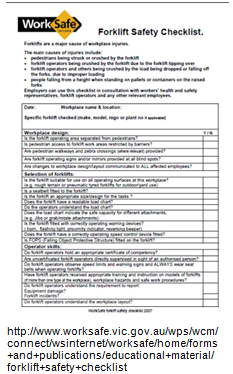 WorkSafe
Forklift Safety Checklist.
Forklifts are a major cause of workplace injuries.
The main causes of injuries include:
• pedestrians being struck or crushed by the forklift
• forklift operators being crushed by the forklift due to the forklift tipping over
• forklift operators and others being crushed by the load being dropped or falling off the forks, due to improper loading
• people falling from a height when standing on pallets or containers on the raised forks
Employers can use this checklist in consultation with workers' health and safety representatives, forklift operators and any other relevant employees.
Date: Workplace name & location:
Specific forklift checked (make, model, rego or plant no if applicable)
Workplace design Y / N
Is the forklift operating area separated from pedestrians?
Is pedestrian access to forklift work areas restricted by barriers?
Are pedestrian walkways and zebra crossings (where relevant) provided?
Are forklift operating signs and/or mirrors provided at all blind spots?
Are changes to workplace design/layout communicated to ALL affected employees?
Selection of forklifts:
Is the forklift suitable for use on all operating surfaces at this workplace?
(e.g. rough terrain or pneumatic tyred forklifts for outdoor/yard use)
Is a seatbelt fitted to the forklift?
Is the forklift an appropriate size/design for the tasks ?
Does the forklift have a readable load chart?
Do the operators understand the load chart?
Does the load chart indicate the safe capacity for different attachments,
(e.g. jibs or grab/rotate attachments)
Is the forklift fitted with correctly operating warning devices?
( horn, flashing light, proximity indicator, reversing beeper)
Does the forklift have a correctly operating speed control device fitted?
Is FOPS (Falling Object Protective Structure) fitted on the forklift?
Operator skills:
Do forklift operators hold an appropriate certificate of competency?
Are uncertificated forklift operators directly supervised in sight of an authorised person?
Do forklift operators observe speed limits and warning signs and ALWAYS wear seat belts when operating forklifts?
Have forklift operators received appropriate training and instruction on models of forklifts (if more than one type at the workplace), workplace hazards and safe work procedures?
Do forklift operators understand the requirement to report:
Equipment damage?
Forklift incidents?
Do forklift operators understand the workplace layout?
WorkSafe forklift safety checklist 2007
http://www.worksafe.vic.gov.au/wps/wcm/
connect/wsinternet/worksafe/home/forms
+and+publications/educational+material/
forklift+safety+checklist